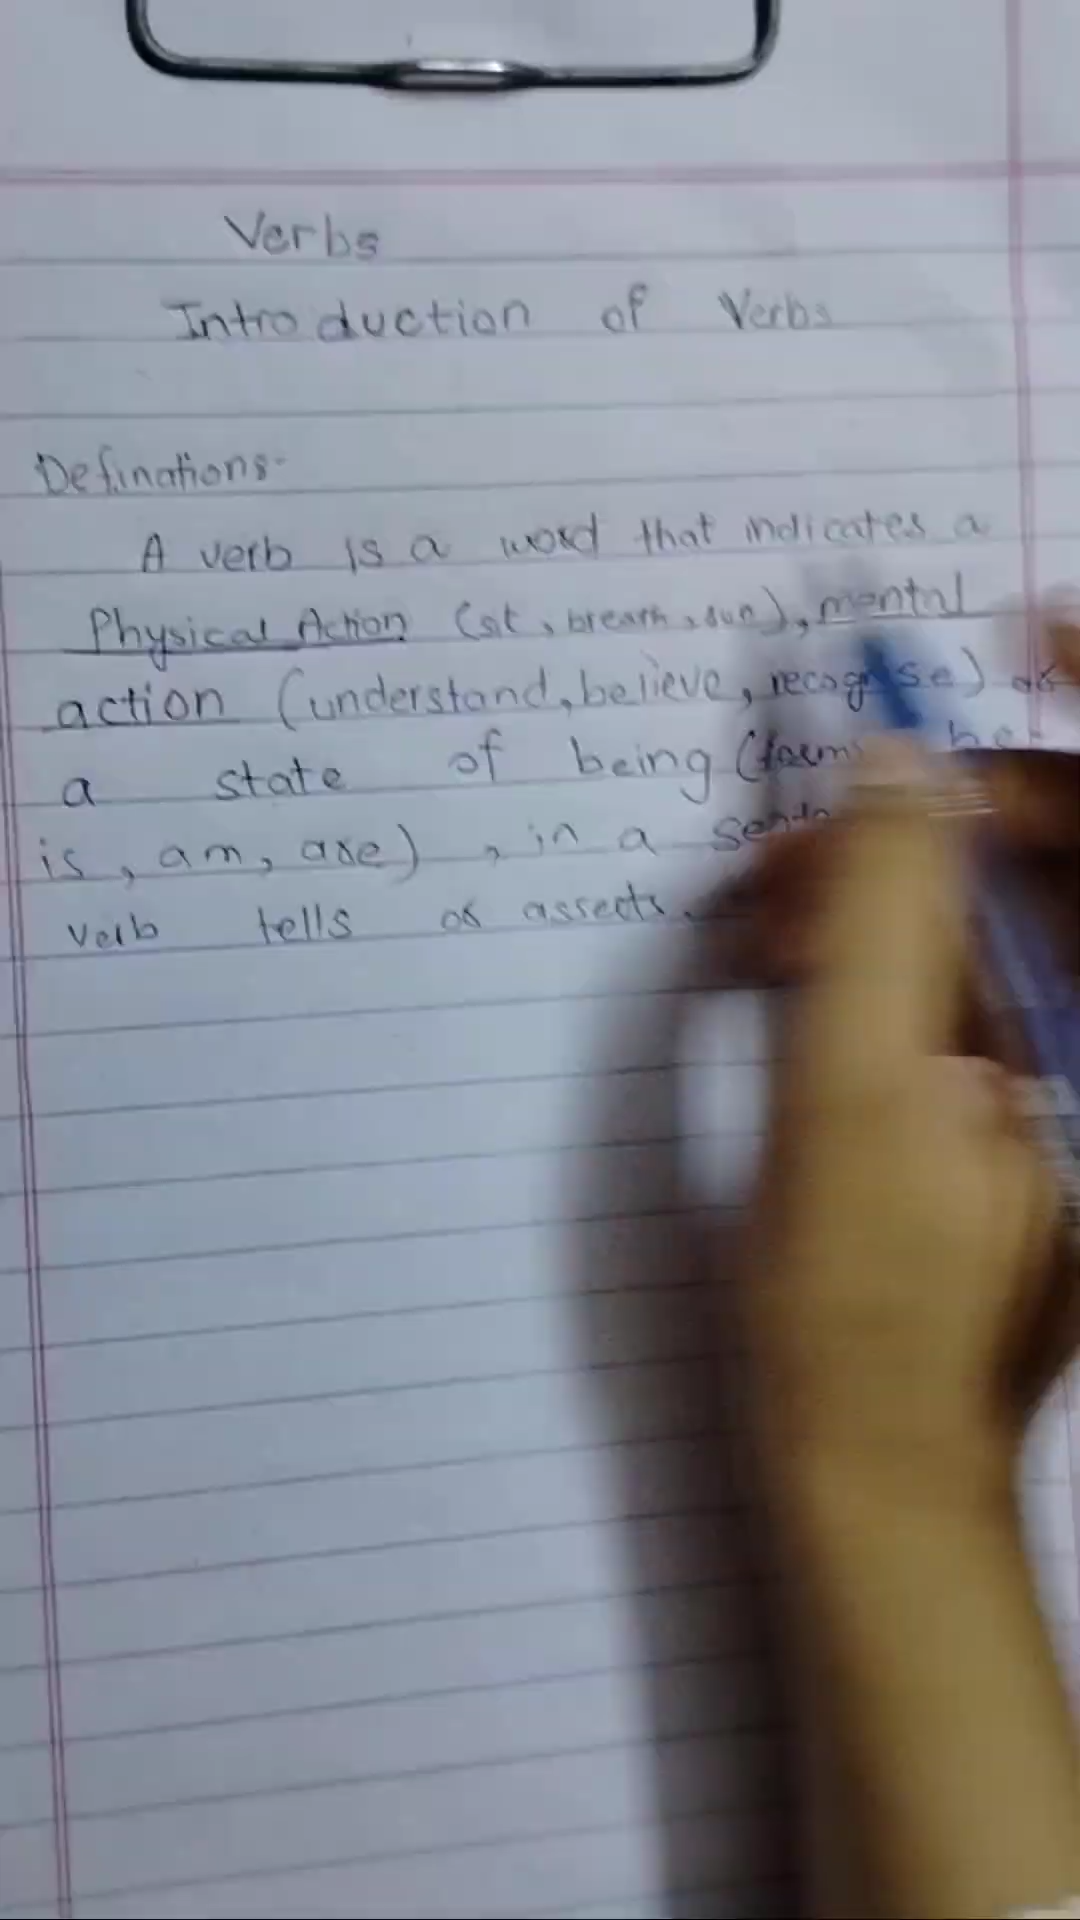 Verbs
Introduction of Verbs
Definations:-
A verb is a word that indicates a
Physical Action (sit, breath, run), mental
action (understand, believe, recognise) or
a state of being
is, am, are), in a
verb tells or assects.